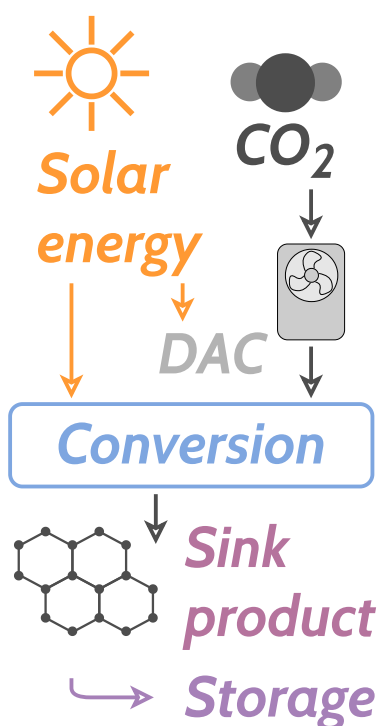 Solar
energy
CO₂
DAC
Conversion
Sink
product
Storage